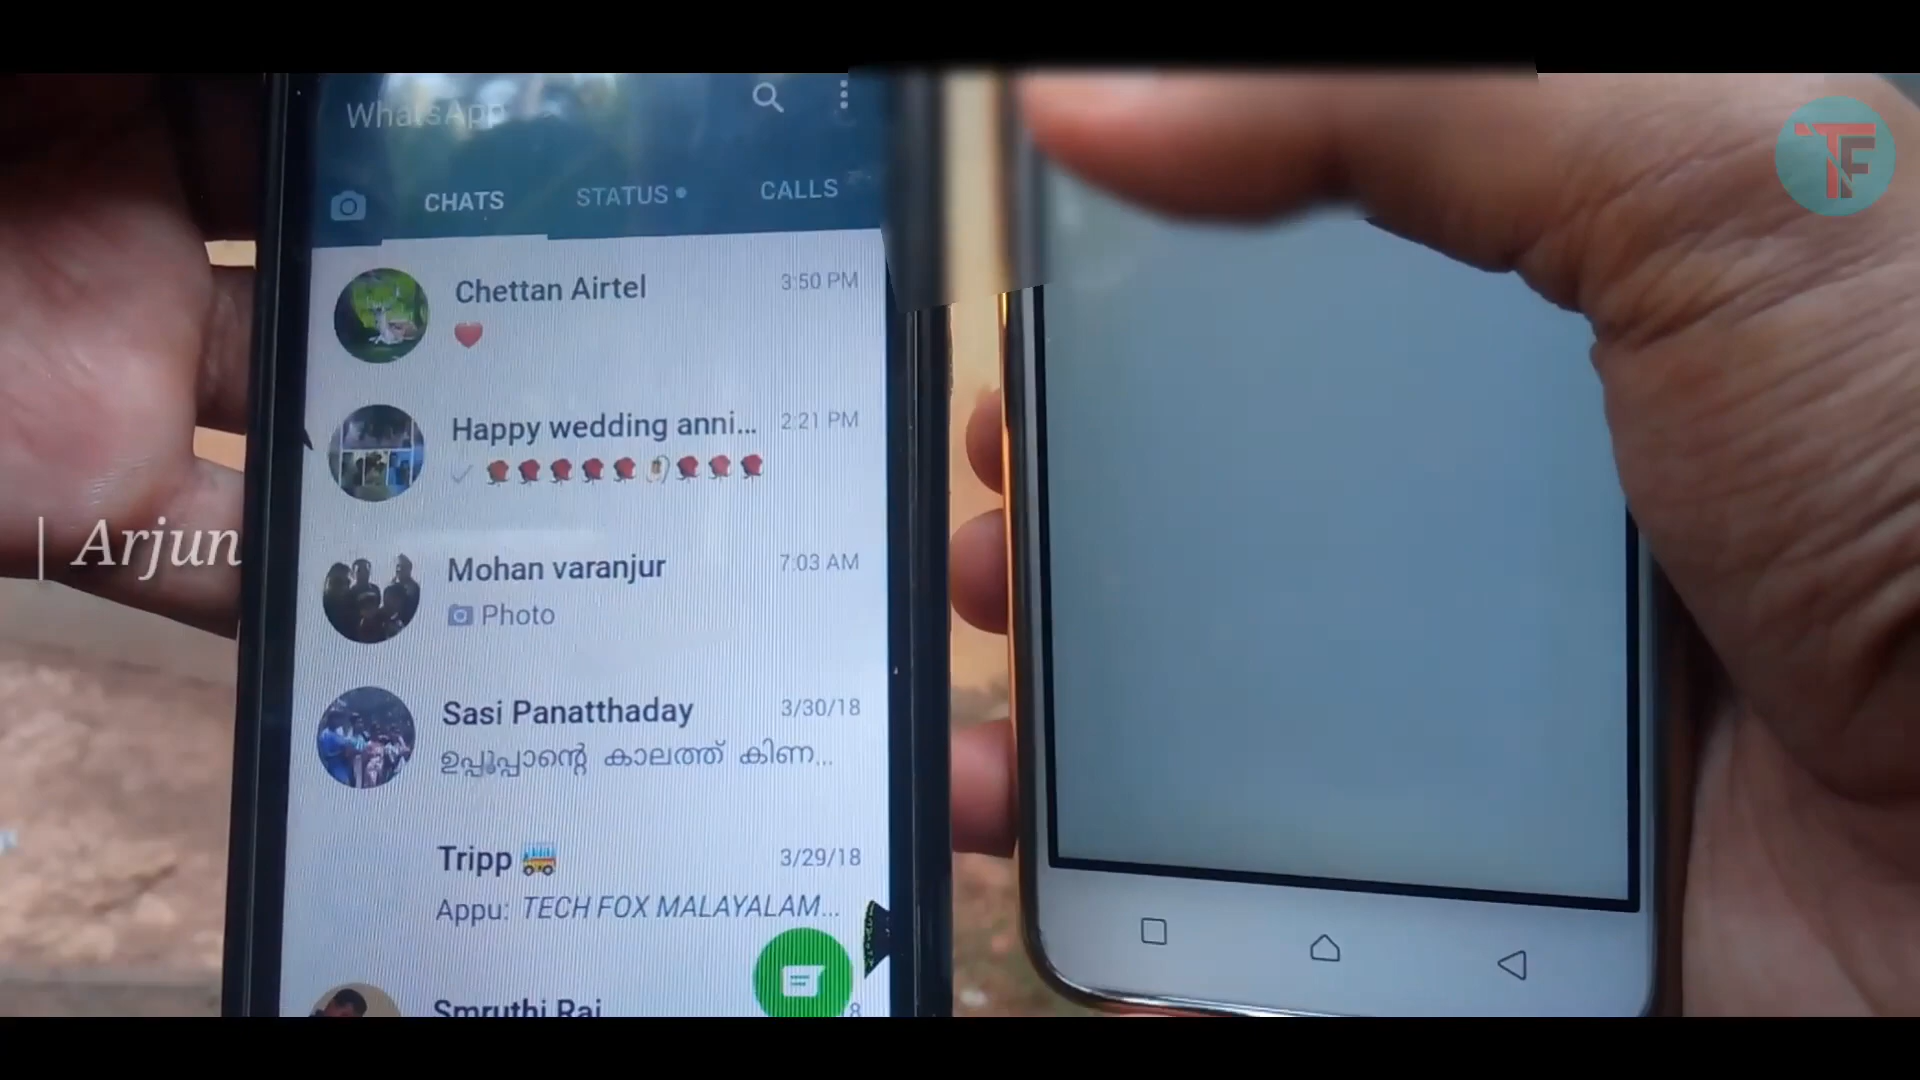 WhatsApp
CHATS STATUS CALLS
Chettan Airtel 3:50 PM
Happy wedding anni... 2:21 PM
Mohan varanjur 7:03 AM
Photo
Sasi Panatthaday 3/30/18
ഉപ്പൂപ്പാന്റെ കാലത്ത് കിണ...
Tripp 3/29/18
Appu: TECH FOX MALAYALAM...
Smruthi Raj
| Arjun
TF